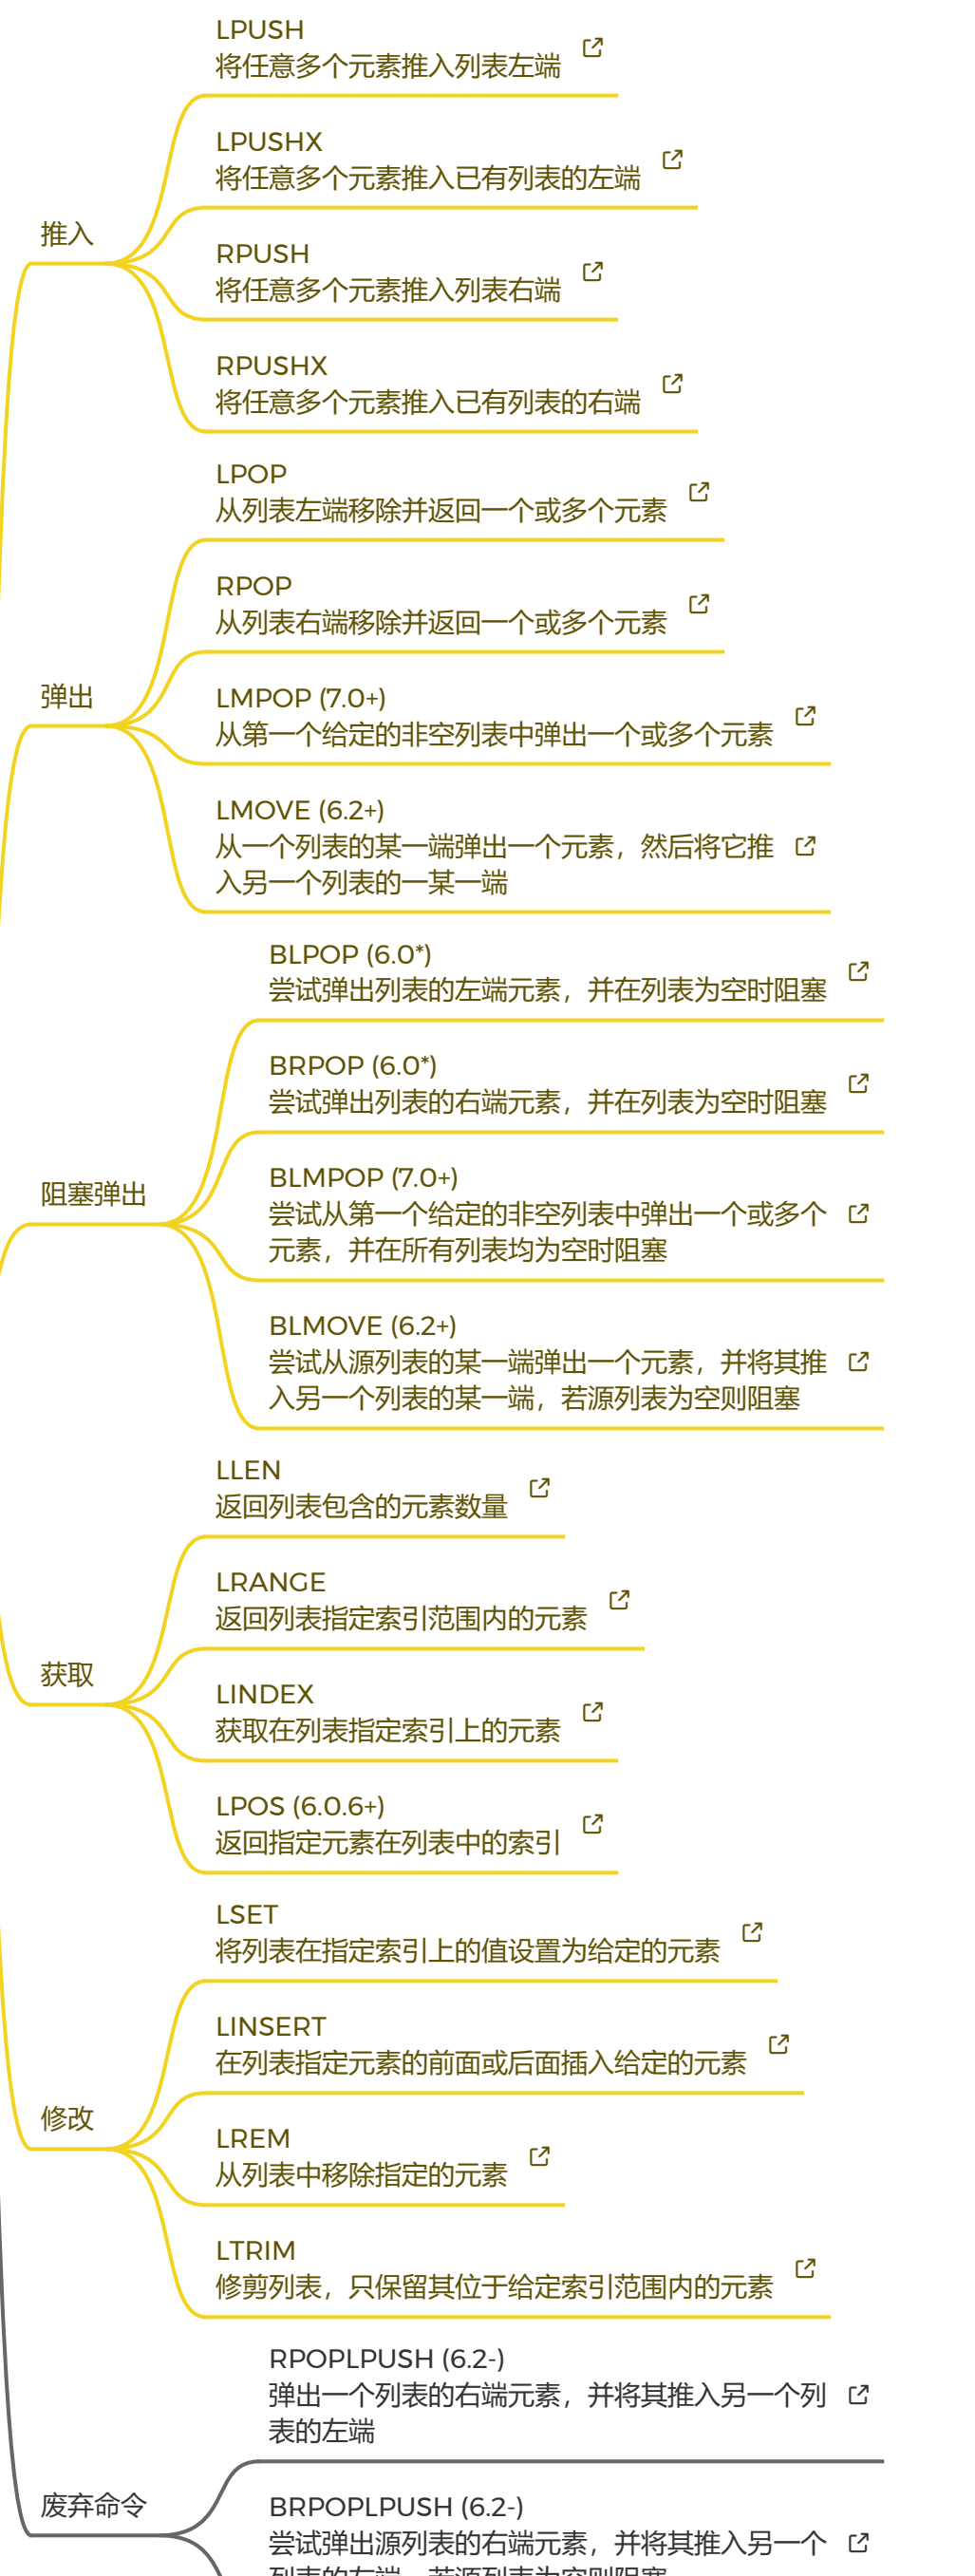 推入
LPUSH
将任意多个元素推入列表左端
LPUSHX
将任意多个元素推入已有列表的左端
RPUSH
将任意多个元素推入列表右端
RPUSHX
将任意多个元素推入已有列表的右端
弹出
LPOP
从列表左端移除并返回一个或多个元素
RPOP
从列表右端移除并返回一个或多个元素
LMPOP (7.0+)
从第一个给定的非空列表中弹出一个或多个元素
LMOVE (6.2+)
从一个列表的某一端弹出一个元素，然后将它推
入另一个列表的一某一端
阻塞弹出
BLPOP (6.0*)
尝试弹出列表的左端元素，并在列表为空时阻塞
BRPOP (6.0*)
尝试弹出列表的右端元素，并在列表为空时阻塞
BLMPOP (7.0+)
尝试从第一个给定的非空列表中弹出一个或多个
元素，并在所有列表均为空时阻塞
BLMOVE (6.2+)
尝试从源列表的某一端弹出一个元素，并将其推
入另一个列表的某一端，若源列表为空则阻塞
获取
LLEN
返回列表包含的元素数量
LRANGE
返回列表指定索引范围内的元素
LINDEX
获取在列表指定索引上的元素
LPOS (6.0.6+)
返回指定元素在列表中的索引
修改
LSET
将列表在指定索引上的值设置为给定的元素
LINSERT
在列表指定元素的前面或后面插入给定的元素
LREM
从列表中移除指定的元素
LTRIM
修剪列表，只保留其位于给定索引范围内的元素
废弃命令
RPOPLPUSH (6.2-)
弹出一个列表的右端元素，并将其推入另一个列
表的左端
BRPOPLPUSH (6.2-)
尝试弹出源列表的右端元素，并将其推入另一个
列表的左端，若源列表为空则阻塞